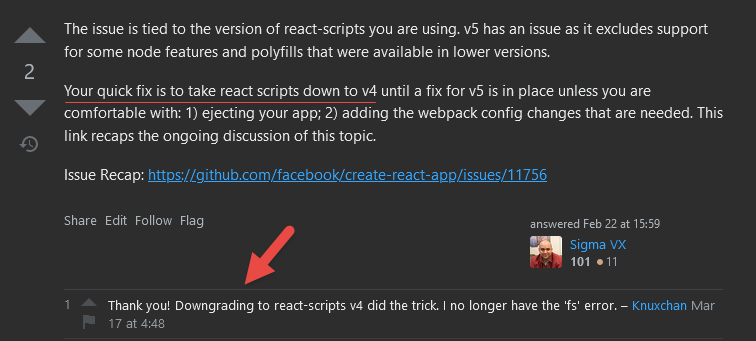 The issue is tied to the version of react-scripts you are using. v5 has an issue as it excludes support
for some node features and polyfills that were available in lower versions.
2
Your quick fix is to take react scripts down to v4 until a fix for v5 is in place unless you are
comfortable with: 1) ejecting your app; 2) adding the webpack config changes that are needed. This
link recaps the ongoing discussion of this topic.
Issue Recap: https://github.com/facebook/create-react-app/issues/11756
Share Edit Follow Flag
answered Feb 22 at 15:59
Sigma VX
101 ●11
1 Thank you! Downgrading to react-scripts v4 did the trick. I no longer have the 'fs' error. – Knuxchan Mar
17 at 4:48